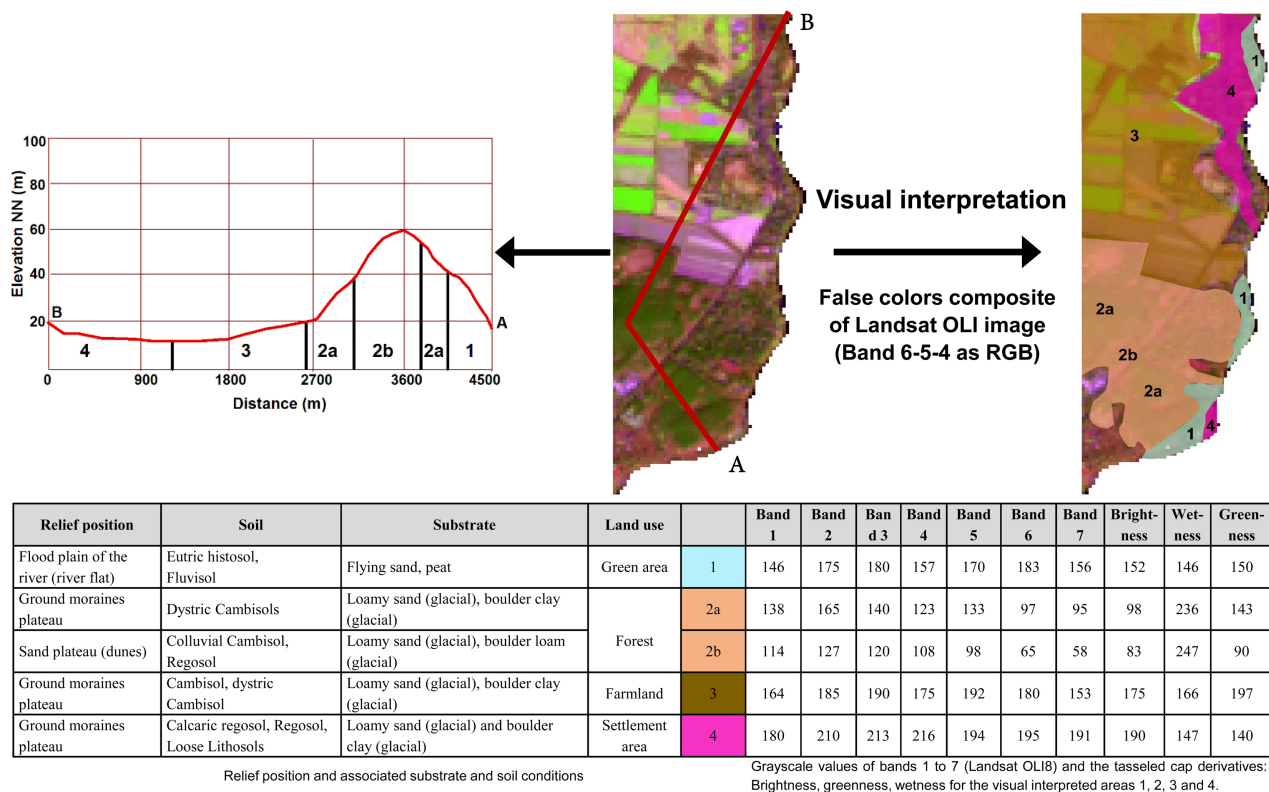 B
1
4
3
100
80
60
40
20
Elevation NN (m)
B
A
4
3
2a
2b
2a
1
0
900
1800
2700
3600
4500
Distance (m)
Visual interpretation
False colors composite
of Landsat OLI image
(Band 6-5-4 as RGB)
A
1
2a
2b
2a
1
4
Relief position Soil Substrate Land use Band 1 Band 2 Ban d 3 Band 4 Band 5 Band 6 Band 7 Bright- ness Wet- ness Green- ness
Flood plain of the river (river flat) Eutric histosol, Fluvisol Flying sand, peat Green area 1 146 175 180 157 170 183 156 152 146 150
Ground moraines plateau Dystric Cambisols Loamy sand (glacial), boulder clay (glacial) Forest 2a 138 165 140 123 133 97 95 98 236 143
Sand plateau (dunes) Colluvial Cambisol, Regosol Loamy sand (glacial), boulder loam (glacial) 2b 114 127 120 108 98 65 58 83 247 90
Ground moraines plateau Cambisol, dystric Cambisol Loamy sand (glacial), boulder clay (glacial) Farmland 3 164 185 190 175 192 180 153 175 166 197
Ground moraines plateau Calcaric regosol, Regosol, Loose Lithosols Loamy sand (glacial) and boulder clay (glacial) Settlement area 4 180 210 213 216 194 195 191 190 147 140
Relief position and associated substrate and soil conditions
Grayscale values of bands 1 to 7 (Landsat OLI8) and the tasseled cap derivatives:
Brightness, greenness, wetness for the visual interpreted areas 1, 2, 3 and 4.